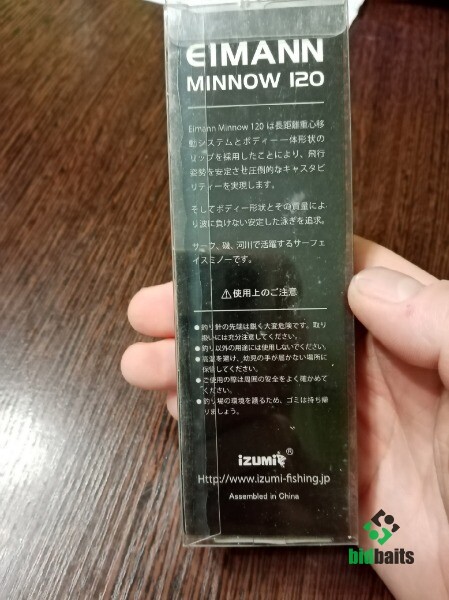 EIMANN
MINNOW 120
Eimann Minnow 120 は長距離重心移
動システムとボディー一体形状の
リップを採用したことにより、飛行
姿勢を安定させ圧倒的なキャスタビ
リティーを実現します。
そしてボディー形状とその質量によ
り波に負けない安定した泳ぎを追求。
サーフ、磯、河川で活躍するサーフェ
イスミノーです。
⚠使用上のご注意
●釣り針の先端は鋭く大変危険です。取り
扱いには充分注意してください。
●釣り以外の用途には使用しないでください。
●高温を避け、幼児の手が届かない場所に
保管してください。
●ご使用の際は周囲の安全をよく確かめて
ください。
●釣り場の環境を護るため、ゴミは持ち帰
りましょう。
izumi®
Http://www.izumi-fishing.jp
Assembled in China
bidbaits